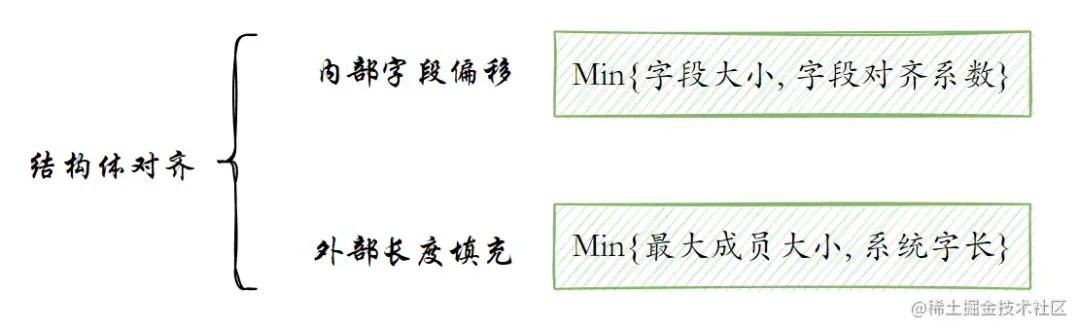 结构体对齐
内部字段偏移
Min{字段大小, 字段对齐系数}
外部长度填充
Min{最大成员大小, 系统字长}
@稀土掘金技术社区